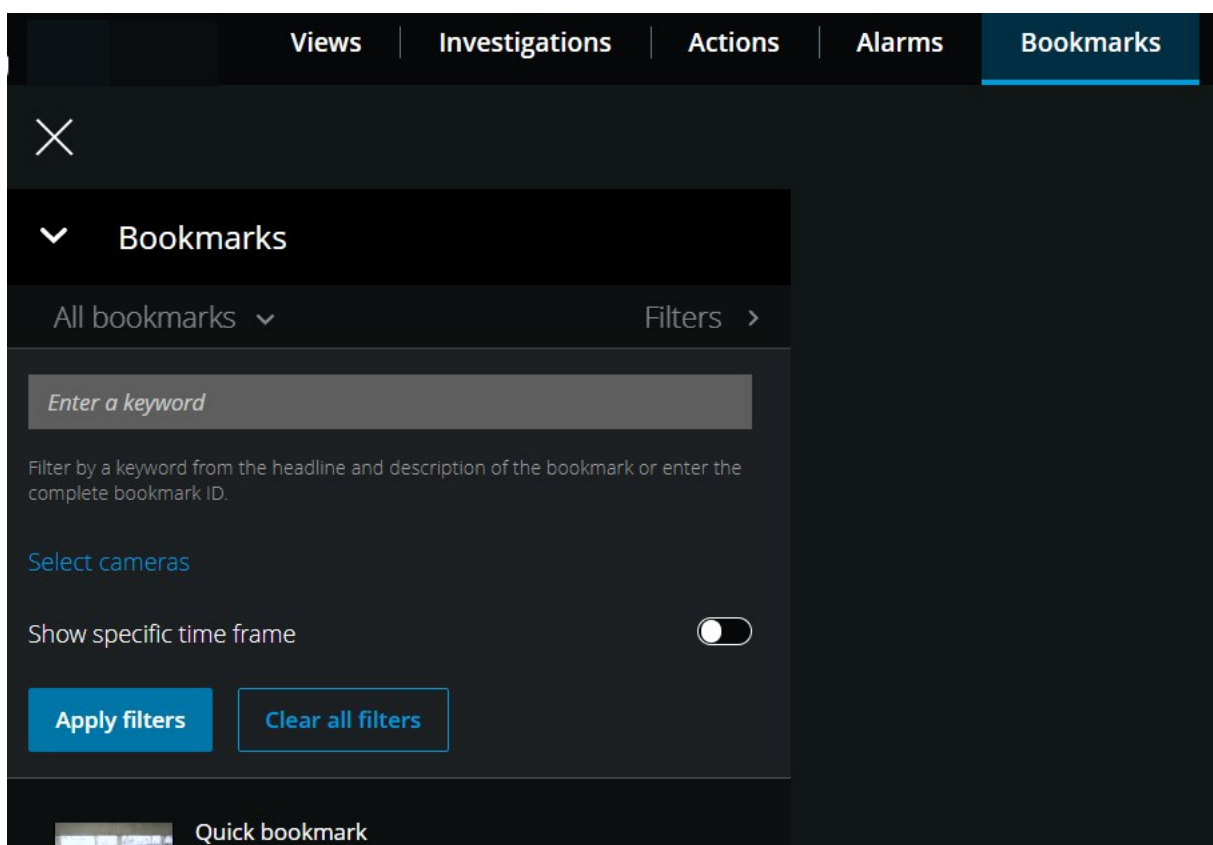 Views Investigations Actions Alarms Bookmarks
Bookmarks
All bookmarks Filters
Enter a keyword
Filter by a keyword from the headline and description of the bookmark or enter the
complete bookmark ID.
Select cameras
Show specific time frame
Apply filters Clear all filters
Quick bookmark